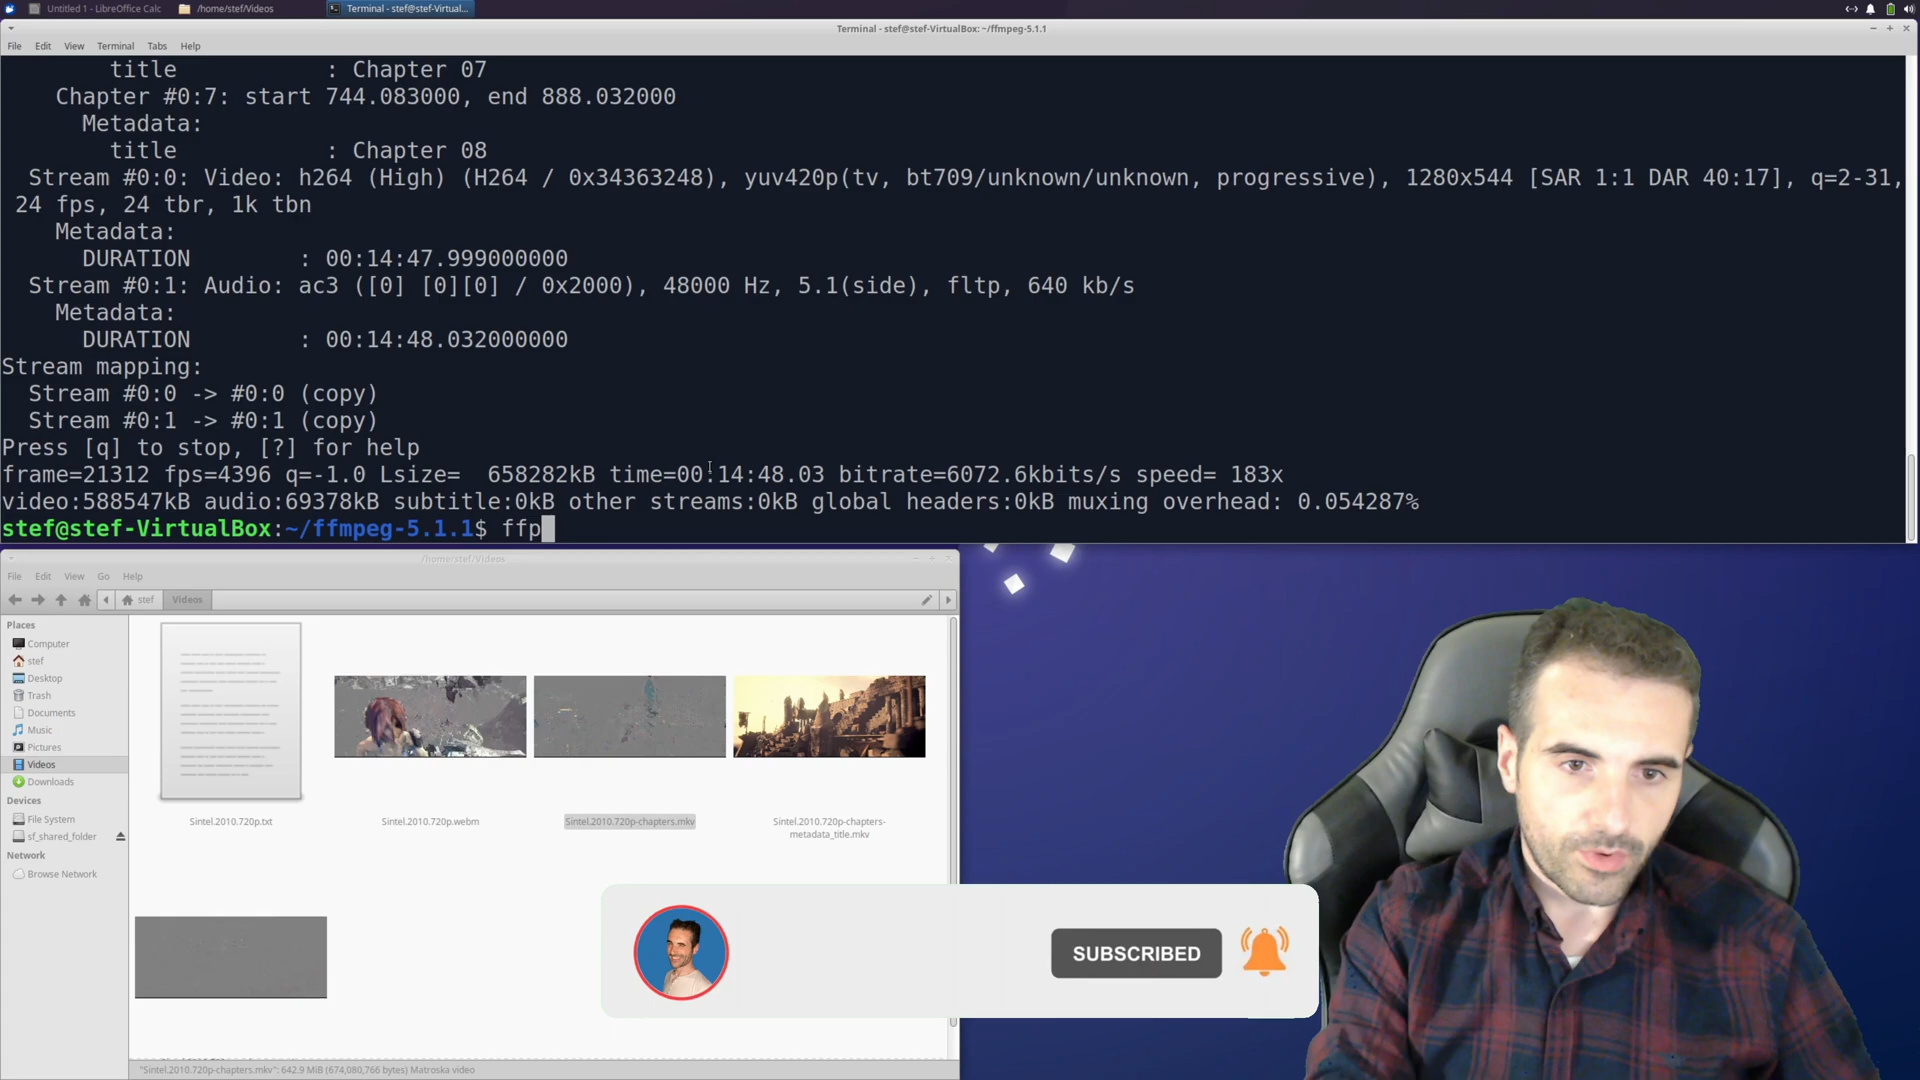 Untitled 1 - LibreOffice Calc
/home/stef/Videos
Terminal - stef@stef-Virtual...
Terminal - stef@stef-VirtualBox: ~/ffmpeg-5.1.1
File Edit View Terminal Tabs Help
title : Chapter 07
Chapter #0:7: start 744.083000, end 888.032000
Metadata:
title : Chapter 08
Stream #0:0: Video: h264 (High) (H264 / 0x34363248), yuv420p(tv, bt709/unknown/unknown, progressive), 1280x544 [SAR 1:1 DAR 40:17], q=2-31,
24 fps, 24 tbr, 1k tbn
Metadata:
DURATION : 00:14:47.999000000
Stream #0:1: Audio: ac3 ([0] [0][0] / 0x2000), 48000 Hz, 5.1(side), fltp, 640 kb/s
Metadata:
DURATION : 00:14:48.032000000
Stream mapping:
Stream #0:0 -> #0:0 (copy)
Stream #0:1 -> #0:1 (copy)
Press [q] to stop, [?] for help
frame=21312 fps=4396 q=-1.0 Lsize= 658282kB time=00:14:48.03 bitrate=6072.6kbits/s speed= 183x
video:588547kB audio:69378kB subtitle:0kB other streams:0kB global headers:0kB muxing overhead: 0.054287%
stef@stef-VirtualBox:~/ffmpeg-5.1.1$ ffp
/home/stef/Videos
File Edit View Go Help
stef
Videos
Places
Computer
stef
Desktop
Trash
Documents
Music
Pictures
Videos
Downloads
Devices
File System
sf_shared_folder
Network
Browse Network
Sintel.2010.720p.txt
Sintel.2010.720p.webm
Sintel.2010.720p-chapters.mkv
Sintel.2010.720p-chapters-
metadata_title.mkv
SUBSCRIBED
"Sintel.2010.720p-chapters.mkv": 642.9 MiB (674,080,766 bytes) Matroska video